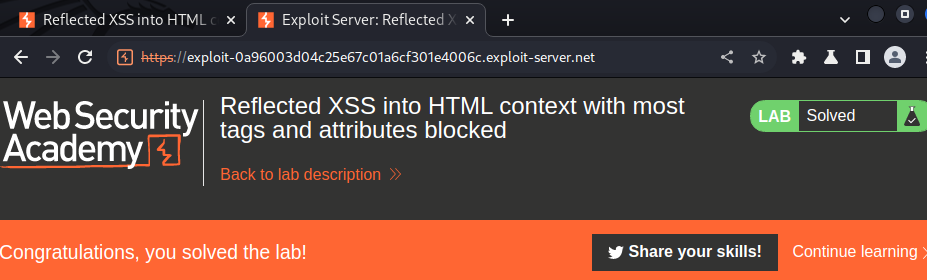 Reflected XSS into HTML c
Exploit Server: Reflected X
https://exploit-0a96003d04c25e67c01a6cf301e4006c.exploit-server.net
Web Security
Academy
Reflected XSS into HTML context with most
tags and attributes blocked
LAB Solved
Back to lab description
Congratulations, you solved the lab!
Share your skills!
Continue learning